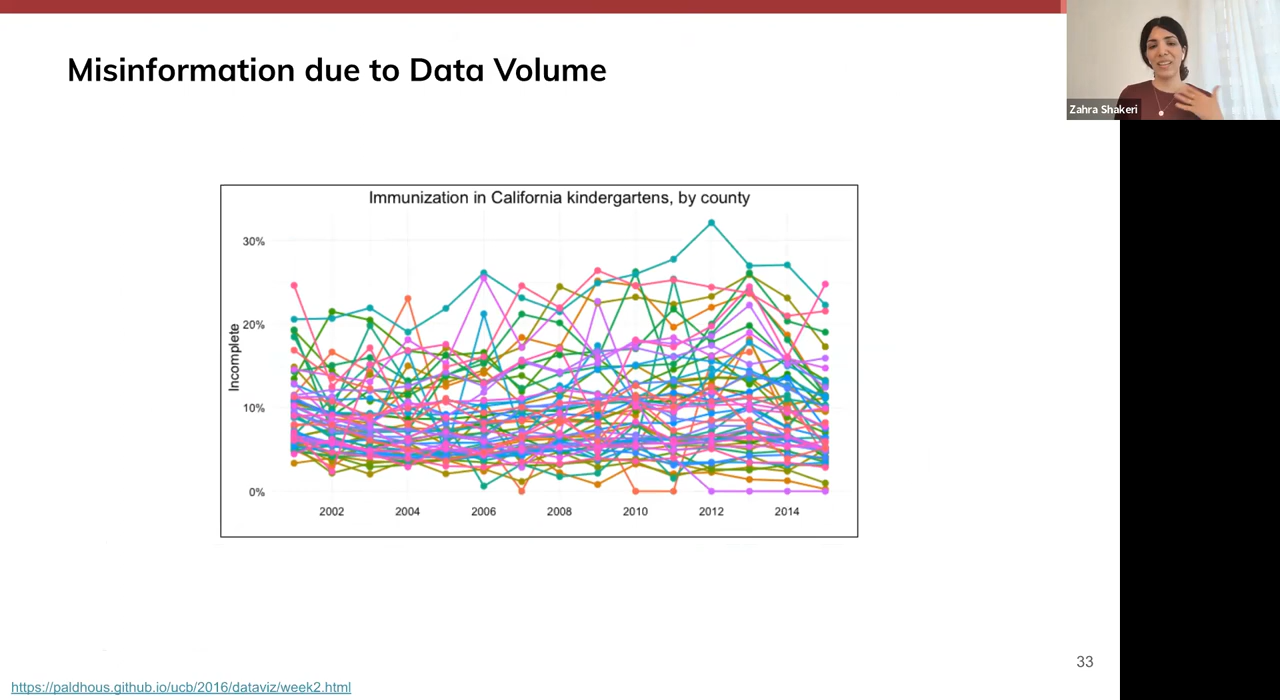 Misinformation due to Data Volume
Zahra Shakeri
Immunization in California kindergartens, by county
Incomplete
30%
20%
10%
0%
2002 2004 2006 2008 2010 2012 2014
33
https://paldhous.github.io/ucb/2016/dataviz/week2.html